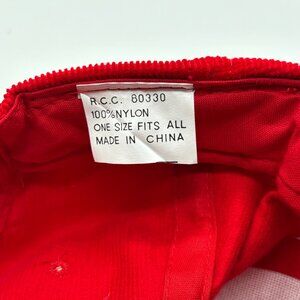 R.C.C. 80330
100%NYLON
ONE SIZE FITS ALL
MADE IN CHINA